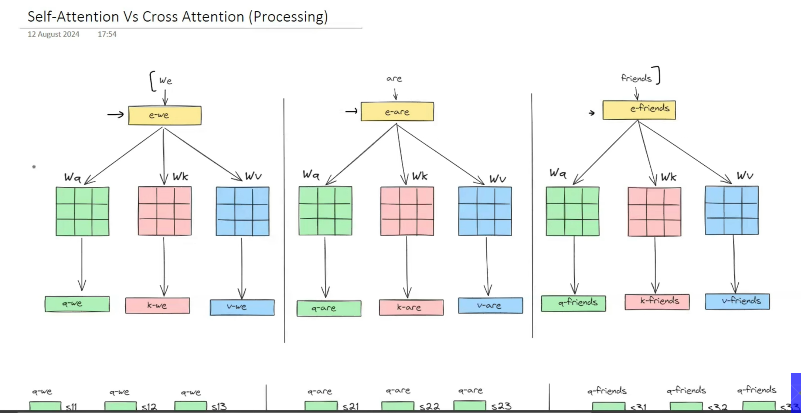 Self-Attention Vs Cross Attention (Processing)
12 August 2024 17:54
[ we are friends ]
e-we e-are e-friends
Wq Wk Wv Wq Wk Wv Wq Wk Wv
q-we k-we v-we q-are k-are v-are q-friends k-friends v-friends
q-we q-we q-we q-are q-are q-are q-friends q-friends q-friends
s11 s12 s13 s21 s22 s23 s31 s32